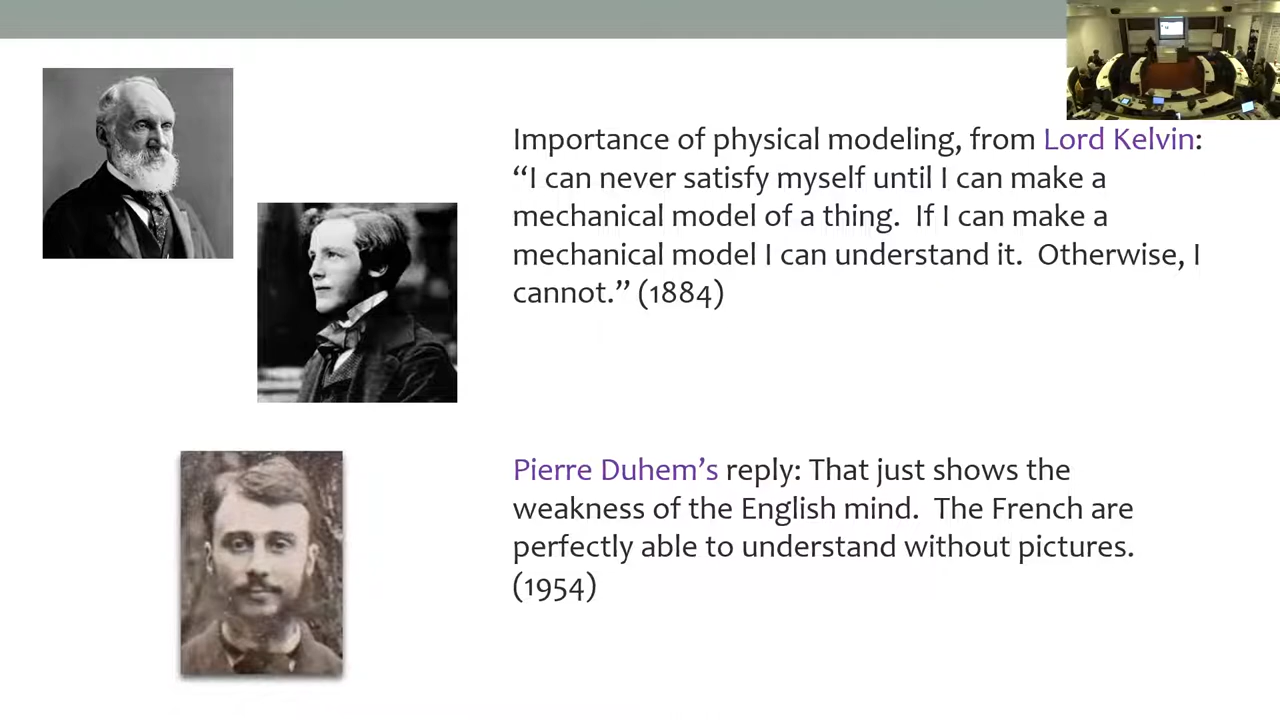 Importance of physical modeling, from Lord Kelvin:
“I can never satisfy myself until I can make a
mechanical model of a thing.  If I can make a
mechanical model I can understand it.  Otherwise, I
cannot.” (1884)
Pierre Duhem’s reply: That just shows the
weakness of the English mind.  The French are
perfectly able to understand without pictures.
(1954)